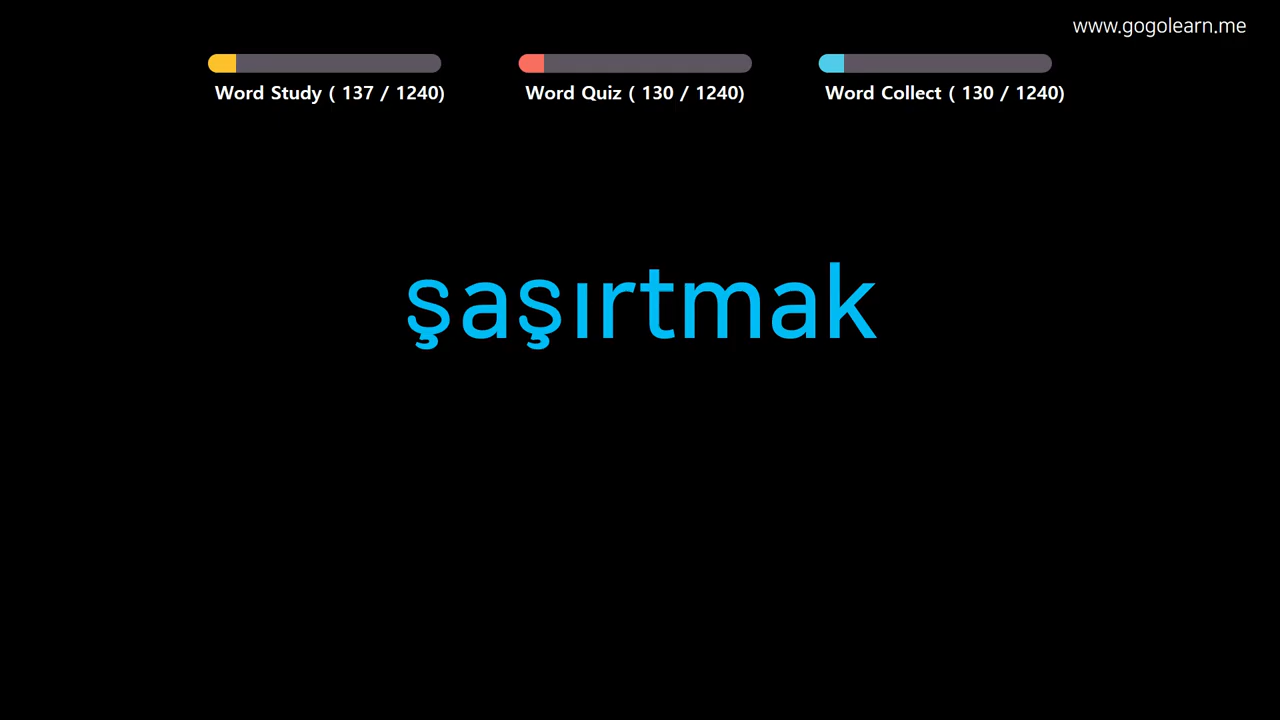 www.gogolearn.me
Word Study ( 137 / 1240)
Word Quiz ( 130 / 1240)
Word Collect ( 130 / 1240)
şaşırtmak